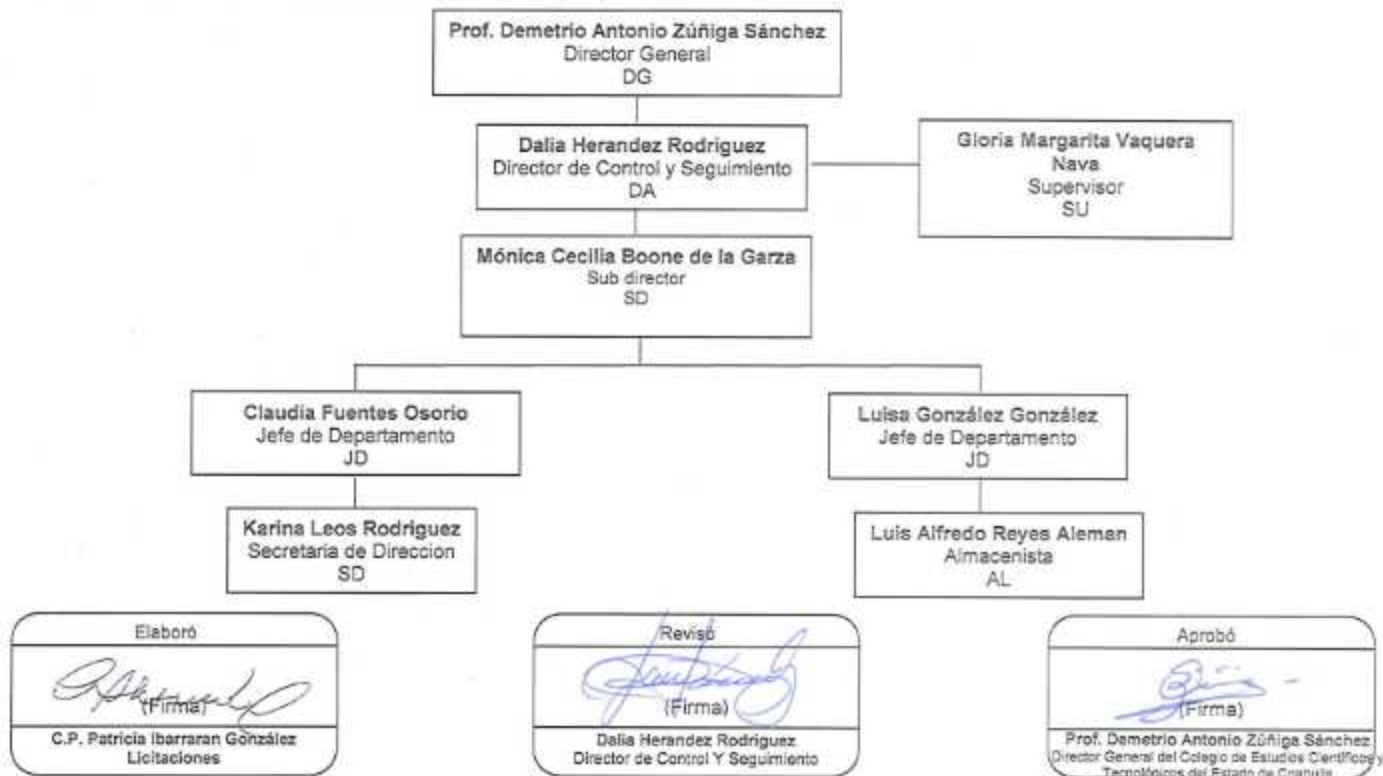 Prof. Demetrio Antonio Zúñiga Sánchez
Director General
DG
Dalia Herandez Rodriguez
Director de Control y Seguimiento
DA
Gloria Margarita Vaquera
Nava
Supervisor
SU
Mónica Cecilia Boone de la Garza
Sub director
SD
Claudia Fuentes Osorio
Jefe de Departamento
JD
Luisa González González
Jefe de Departamento
JD
Karina Leos Rodriguez
Secretaria de Direccion
SD
Luis Alfredo Reyes Aleman
Almacenista
AL
Elaboró
(Firma)
C.P. Patricia Ibarraran González
Licitaciones
Revisó
(Firma)
Dalia Herandez Rodriguez
Director de Control Y Seguimiento
Aprobó
(Firma)
Prof. Demetrio Antonio Zúñiga Sánchez
Director General del Colegio de Estudios Científicos y
Tecnológicos del Estado de Coahuila